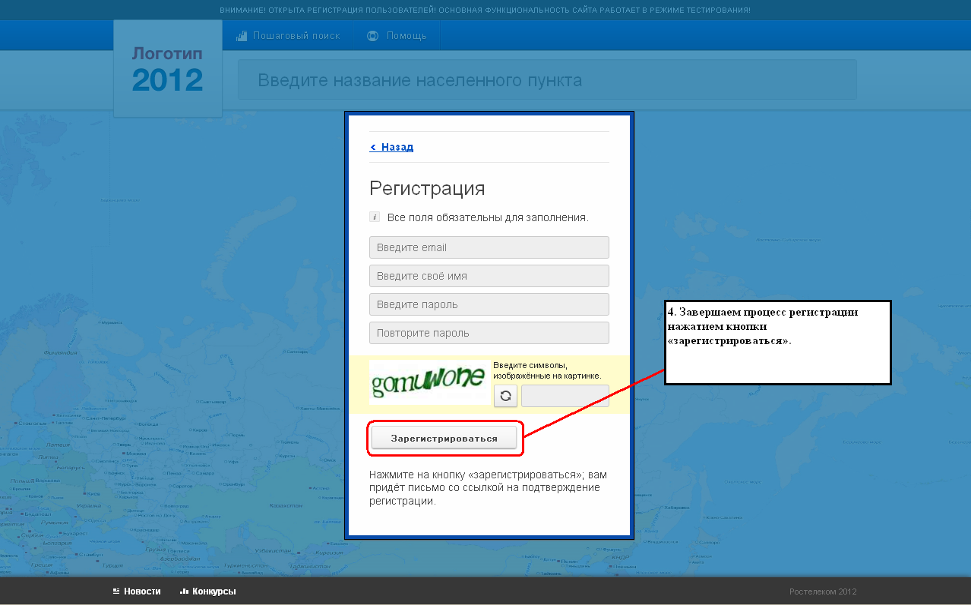 ВНИМАНИЕ! ОТКРЫТА РЕГИСТРАЦИЯ ПОЛЬЗОВАТЕЛЕЙ! ОСНОВНАЯ ФУНКЦИОНАЛЬНОСТЬ САЙТА РАБОТАЕТ В РЕЖИМЕ ТЕСТИРОВАНИЯ!
Пошаговый поиск
Помощь
Логотип
2012
Введите название населенного пункта
< Назад
Регистрация
i Все поля обязательны для заполнения.
Введите email
Введите своё имя
Введите пароль
Повторите пароль
gomuwone
Введите символы,
изображённые на картинке.
Зарегистрироваться
Нажмите на кнопку «зарегистрироваться»; вам
придёт письмо со ссылкой на подтверждение
регистрации.
4. Завершаем процесс регистрации
нажатием кнопки
«зарегистрироваться».
Казахстан
Узбекистан
Новости
Конкурсы
Ростелеком 2012